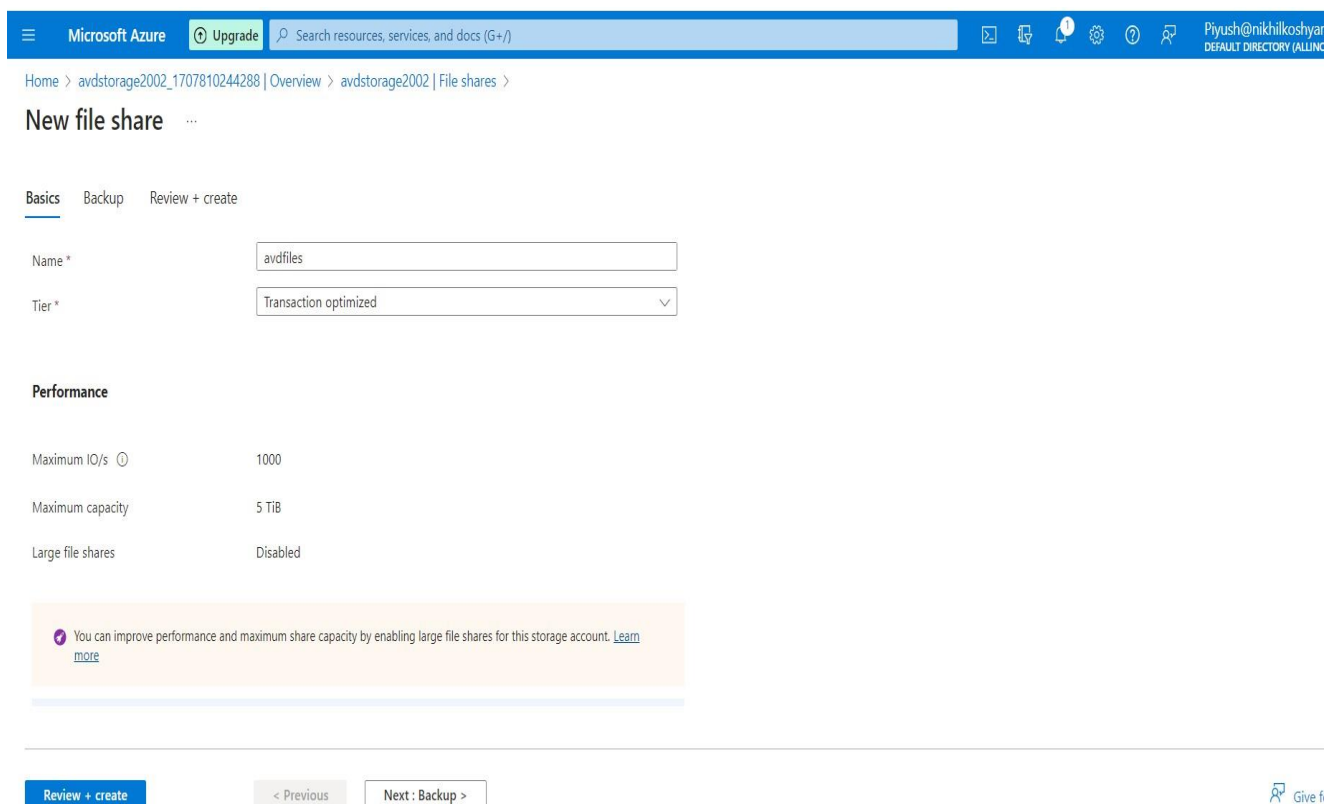 Microsoft Azure
Upgrade
Search resources, services, and docs (G+/)
1
Piyush@nikhilkoshyar
DEFAULT DIRECTORY (ALLINC
Home > avdstorage2002_1707810244288 | Overview > avdstorage2002 | File shares >
New file share ...
Basics Backup Review + create
Name * avdfiles
Tier * Transaction optimized
Performance
Maximum IO/s 1000
Maximum capacity 5 TiB
Large file shares Disabled
You can improve performance and maximum share capacity by enabling large file shares for this storage account. Learn
more
Review + create < Previous Next : Backup > Give f